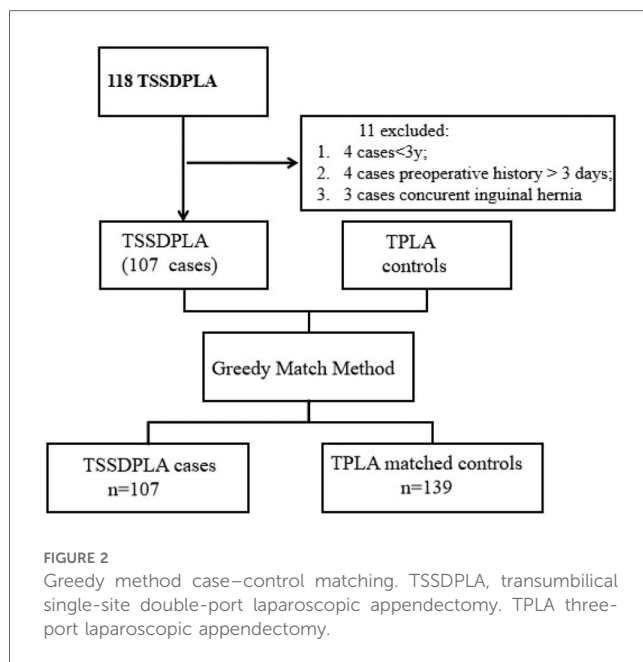 118 TSSDPLA
11 excluded:
1. 4 cases<3y;
2. 4 cases preoperative history > 3 days;
3. 3 cases concurent inguinal hernia
TSSDPLA
(107 cases)
TPLA
controls
Greedy Match Method
TSSDPLA cases
n=107
TPLA matched controls
n=139
FIGURE 2
Greedy method case–control matching. TSSDPLA, transumbilical
single-site double-port laparoscopic appendectomy. TPLA three-
port laparoscopic appendectomy.